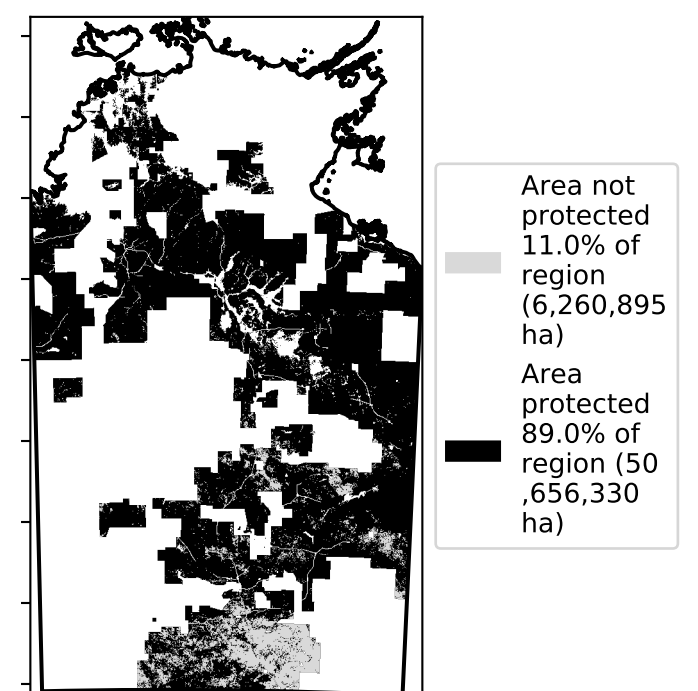 Area not
protected
11.0% of
region
(6,260,895
ha)
Area
protected
89.0% of
region (50
,656,330
ha)